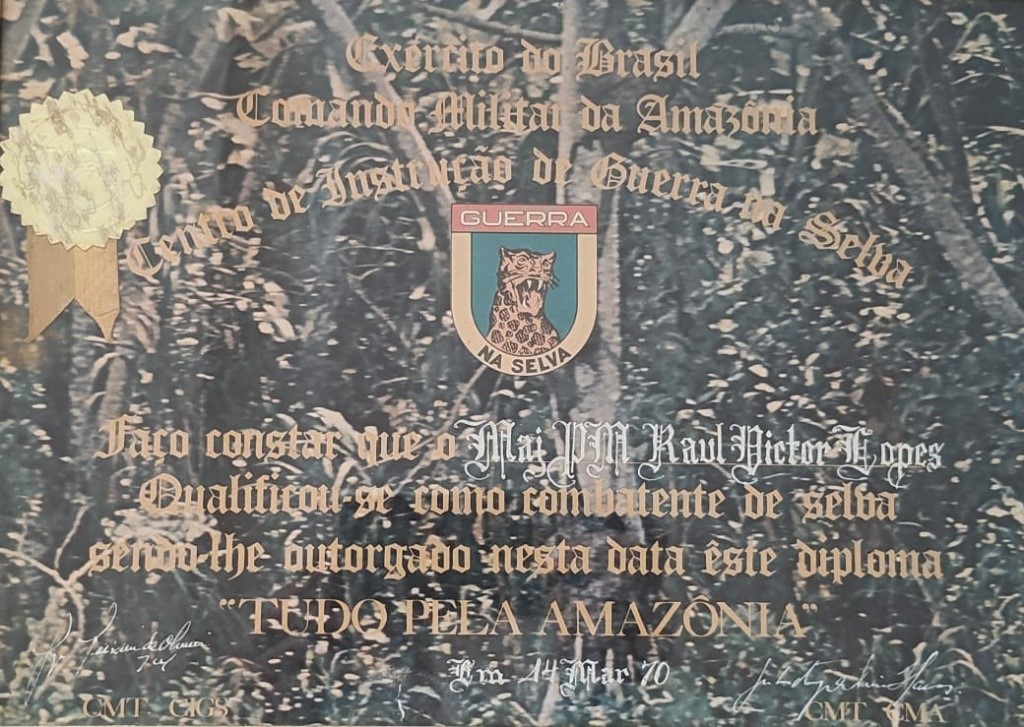 Exército do Brasil
Comando Militar da Amazônia
Centro de Instrução de Guerra na Selva
GUERRA
NA SELVA
Faço constar que o Maj PM Raul Victor Lopes
Qualificou-se como combatente de selva
sendo-lhe outorgado nesta data êste diploma
"TUDO PELA AMAZÔNIA"
Em 14 Mar 70
CMT CIGS
CMT CMA